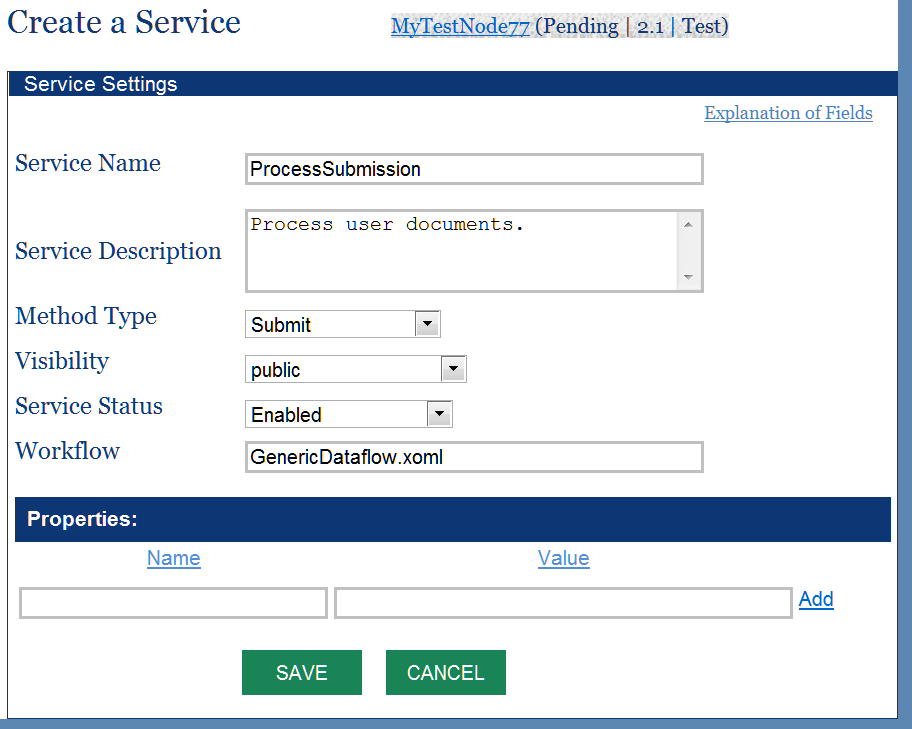 Create a Service
MyTestNode77 (Pending | 2.1 | Test)
Service Settings
Explanation of Fields
Service Name
ProcessSubmission
Service Description
Process user documents.
Method Type
Submit
Visibility
public
Service Status
Enabled
Workflow
GenericDataflow.xoml
Properties:
Name Value
Add
SAVE CANCEL